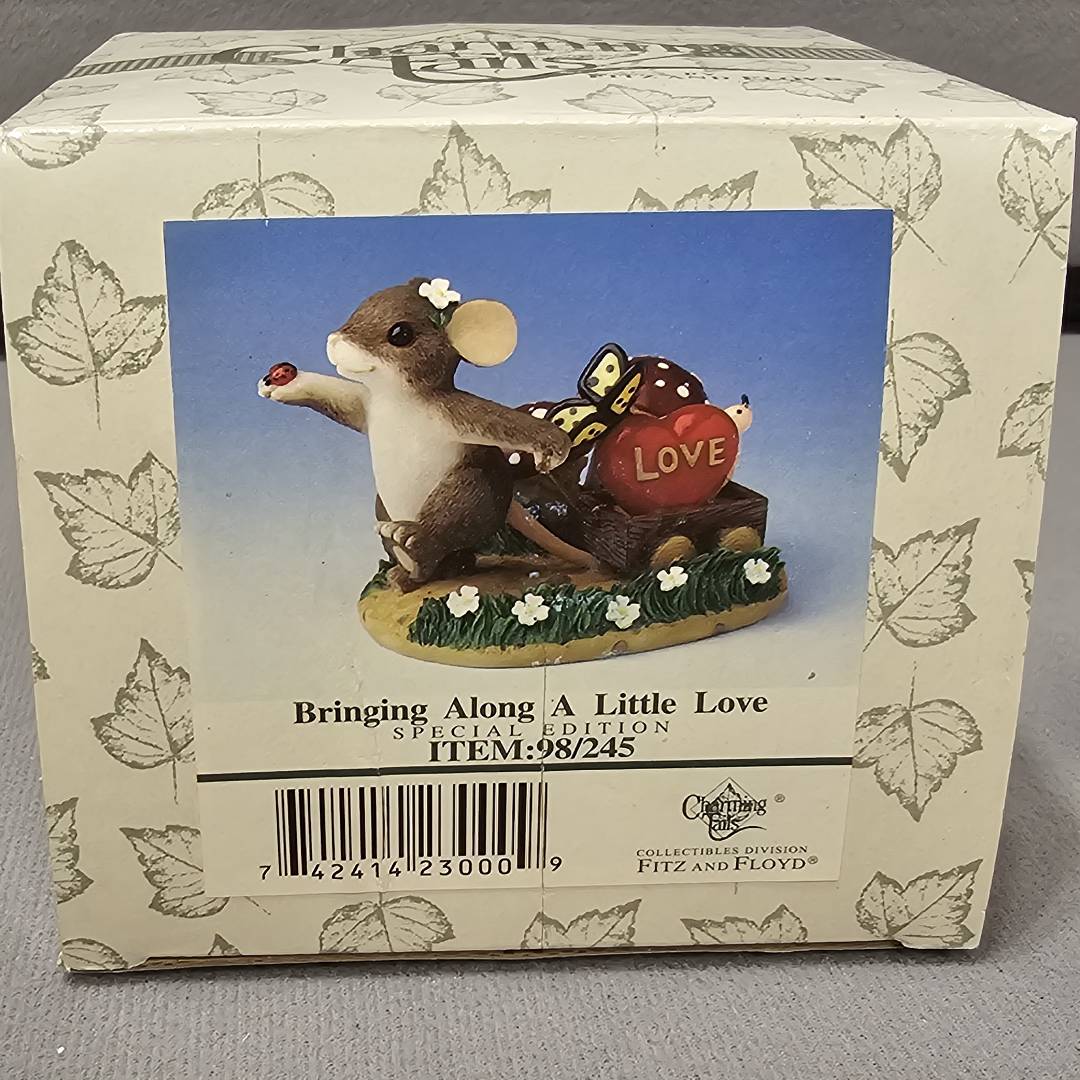 Charming
Tails
FITZ AND FLOYD
LOVE
Bringing Along A Little Love
SPECIAL EDITION
ITEM:98/245
7 42414 23000 9
Charming ®
Tails
COLLECTIBLES DIVISION
FITZ AND FLOYD®